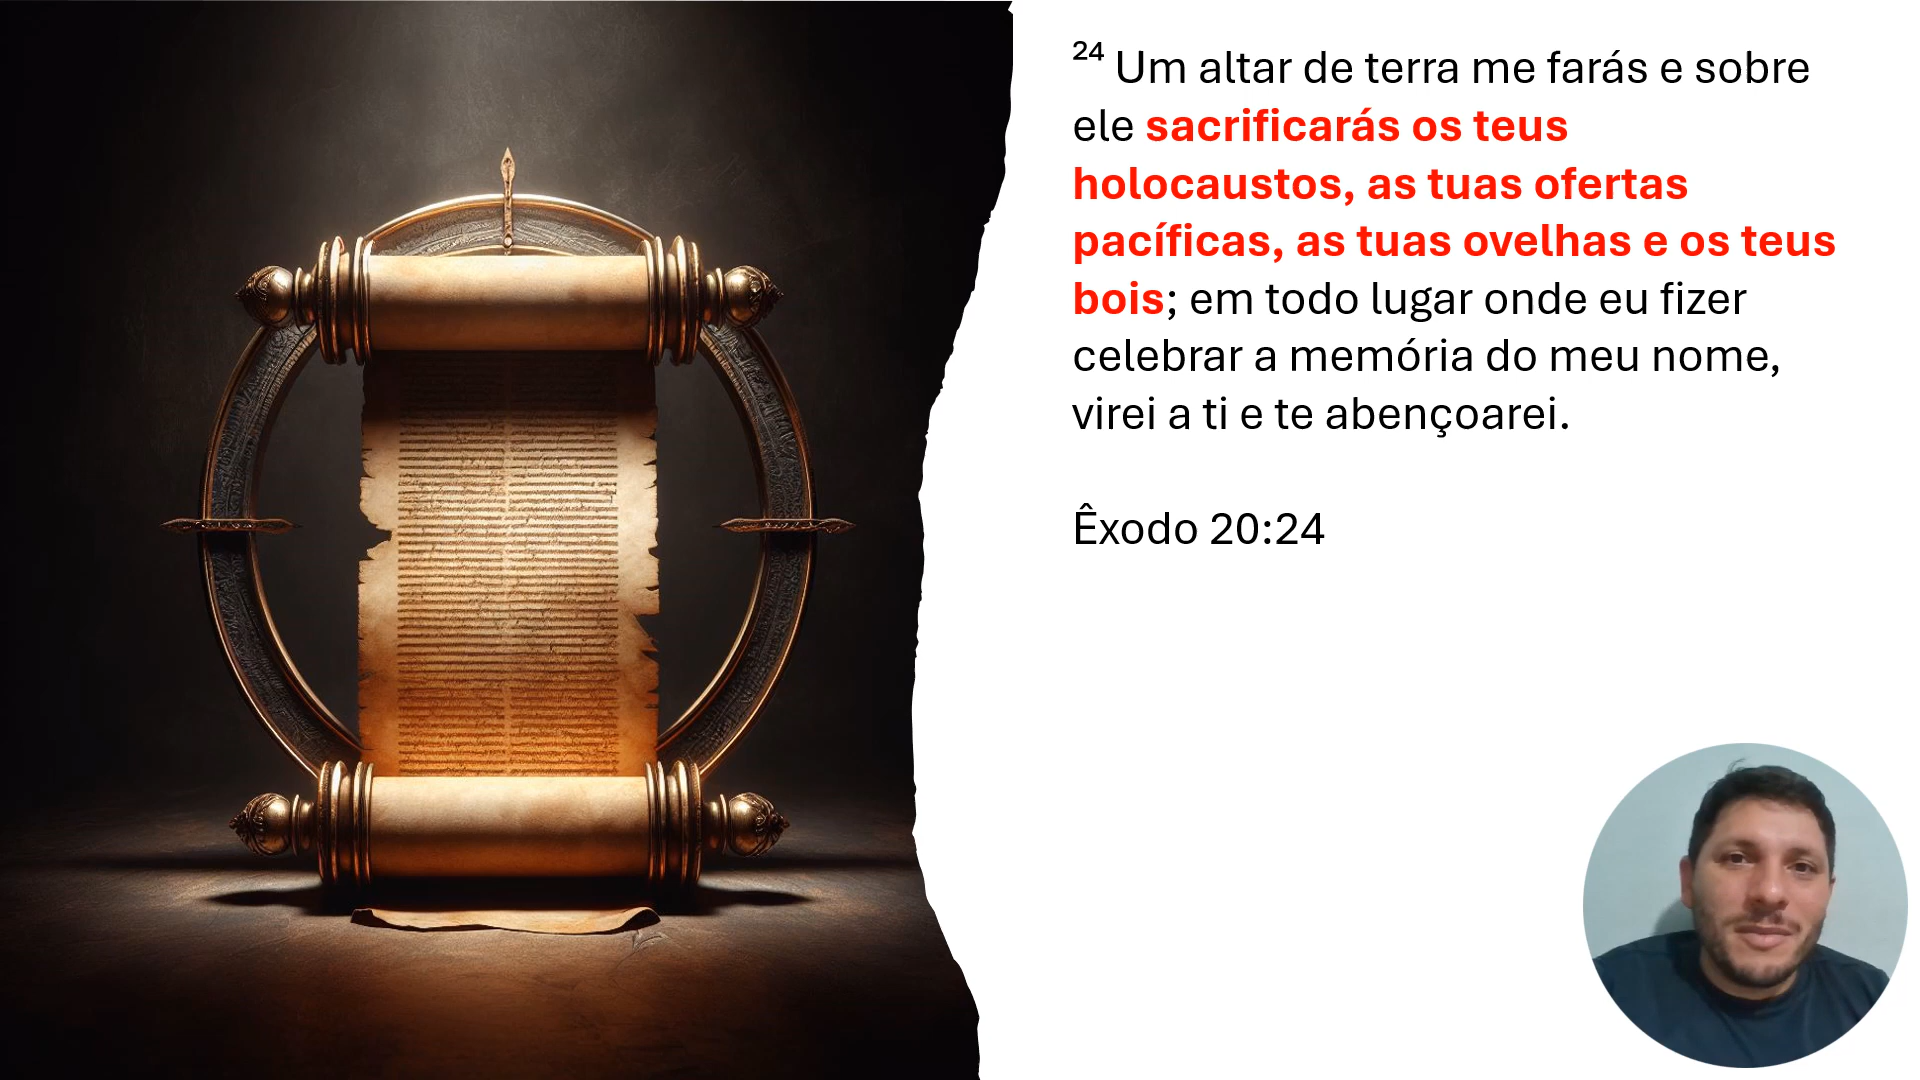 24 Um altar de terra me farás e sobre
ele sacrificarás os teus
holocaustos, as tuas ofertas
pacíficas, as tuas ovelhas e os teus
bois; em todo lugar onde eu fizer
celebrar a memória do meu nome,
virei a ti e te abençoarei.
Êxodo 20:24